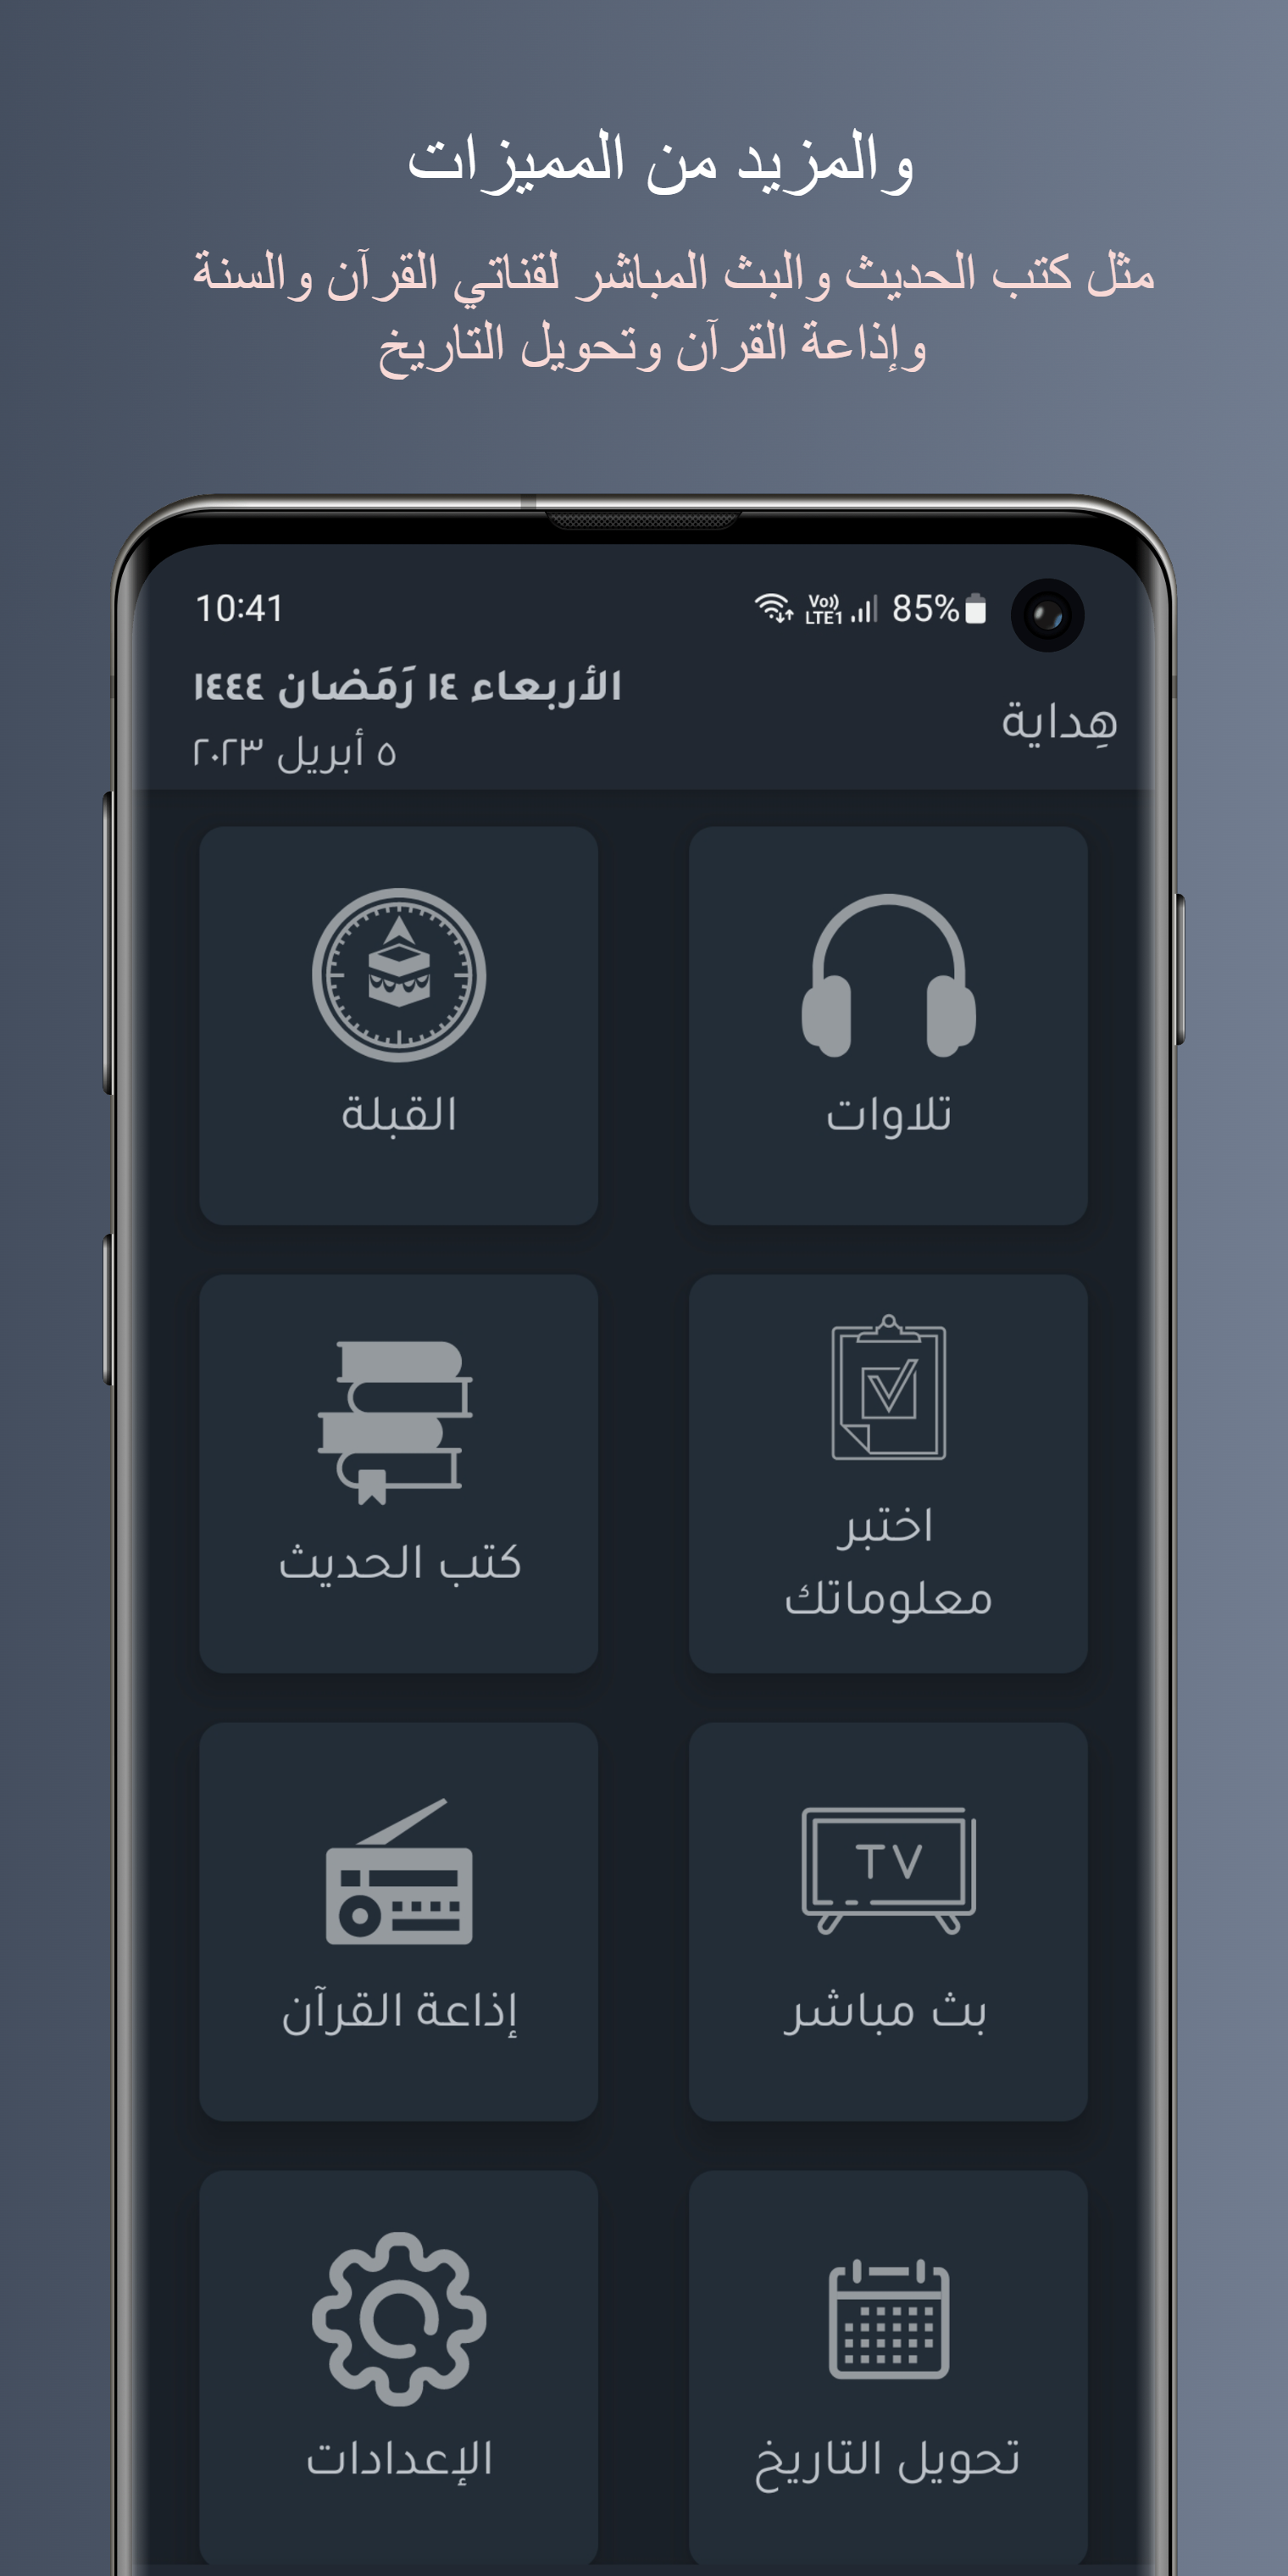 والمزيد من المميزات
مثل كتب الحديث والبث المباشر لقناتي القرآن والسنة
وإذاعة القرآن وتحويل التاريخ
10:41
Vo)) LTE1 85%
هِداية
الأربعاء ١٤ رَمَضان ١٤٤٤
٥ أبريل ٢٠٢٣
تلاوات
القبلة
اختبر
معلوماتك
كتب الحديث
TV
بث مباشر
إذاعة القرآن
تحويل التاريخ
الإعدادات